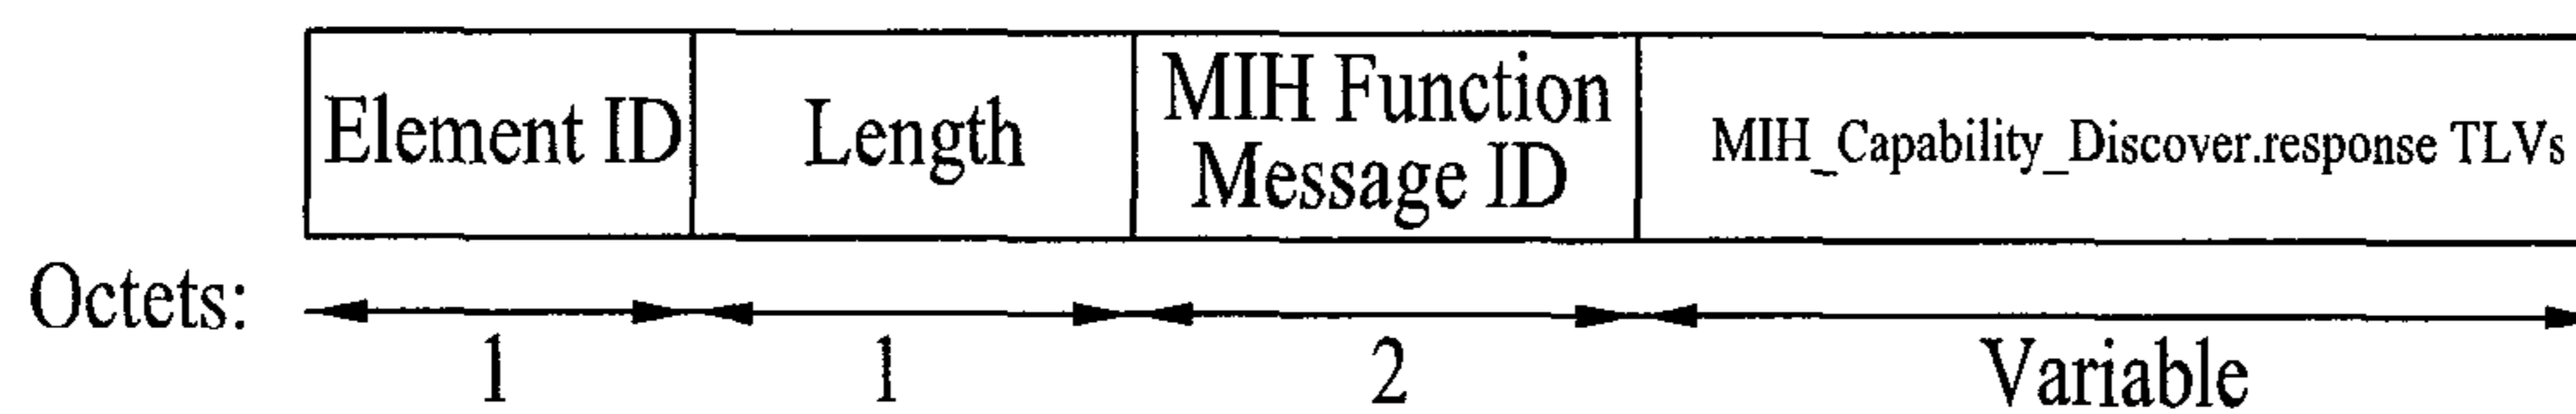 Element ID
Length
MIH Function
Message ID
MIH_Capability_Discover.response TLVs
Octets:
1
1
2
Variable